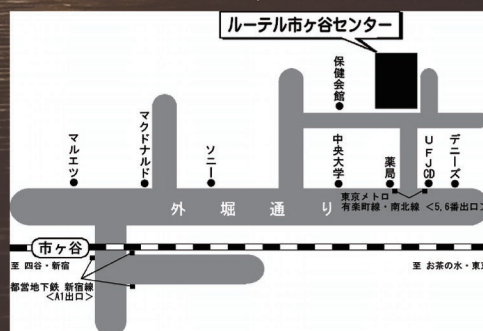 ルーテル市ヶ谷センター
保健会館
マルエツ
マクドナルド
ソニー
中央大学
薬局
UFJCD
デニーズ
東京メトロ
有楽町線・南北線 <5,6番出口>
外堀通り
市ヶ谷
至 四谷・新宿
至 お茶の水・東京
都営地下鉄 新宿線
<A1出口>